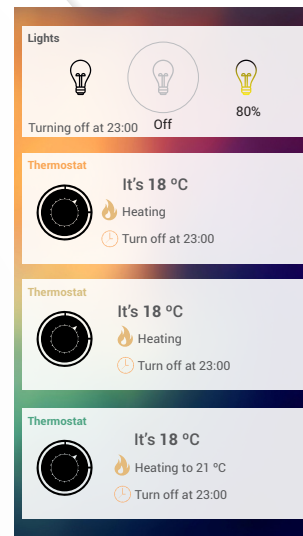 Lights
80%
Turning off at 23:00 Off
Thermostat
It's 18 ºC
Heating
Turn off at 23:00
Thermostat
It's 18 ºC
Heating
Turn off at 23:00
Thermostat
It's 18 ºC
Heating to 21 ºC
Turn off at 23:00